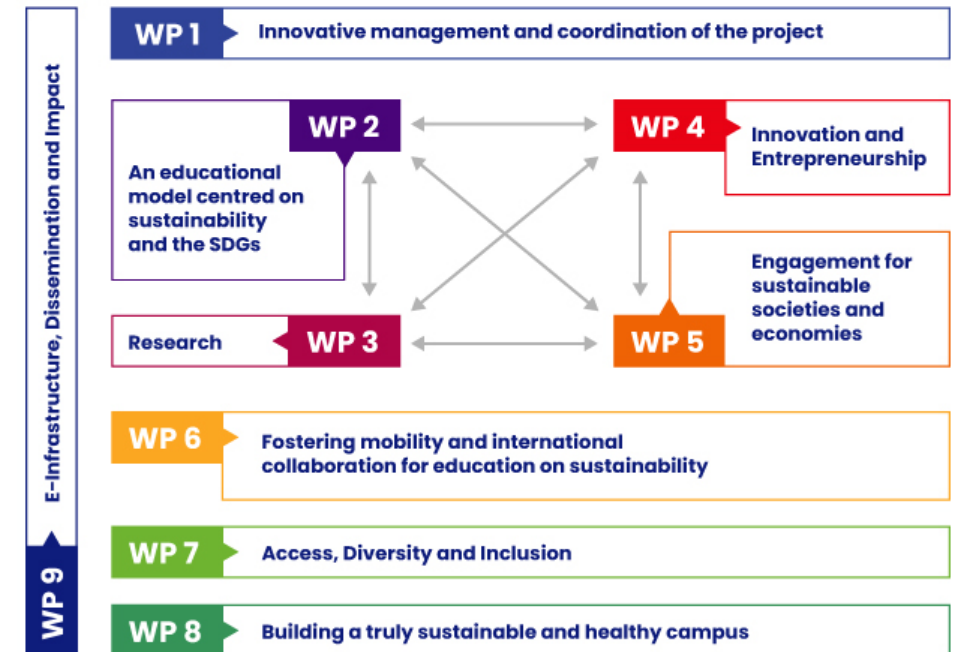 WP 1
Innovative management and coordination of the project
WP 2
An educational
model centred on
sustainability
and the SDGs
WP 4
Innovation and
Entrepreneurship
WP 3
Research
WP 5
Engagement for
sustainable
societies and
economies
WP 6
Fostering mobility and international
collaboration for education on sustainability
WP 7
Access, Diversity and Inclusion
WP 8
Building a truly sustainable and healthy campus
WP 9
E-Infrastructure, Dissemination and Impact